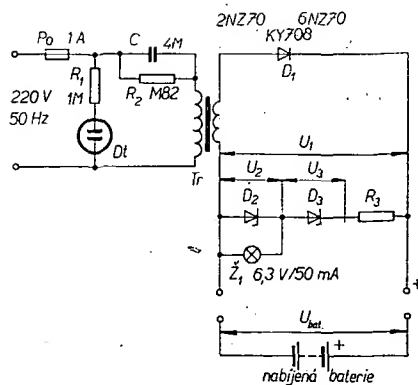 2NZ70 6NZ70
KY708
Po 1 A
C 4M
D1
R1
1M
R2 M82
220 V
50 Hz
Dt
Tr
U1
U2 U3
D2 D3 R3
Ž1 6,3 V/50 mA
+
Ubat.
+
nabíjená baterie